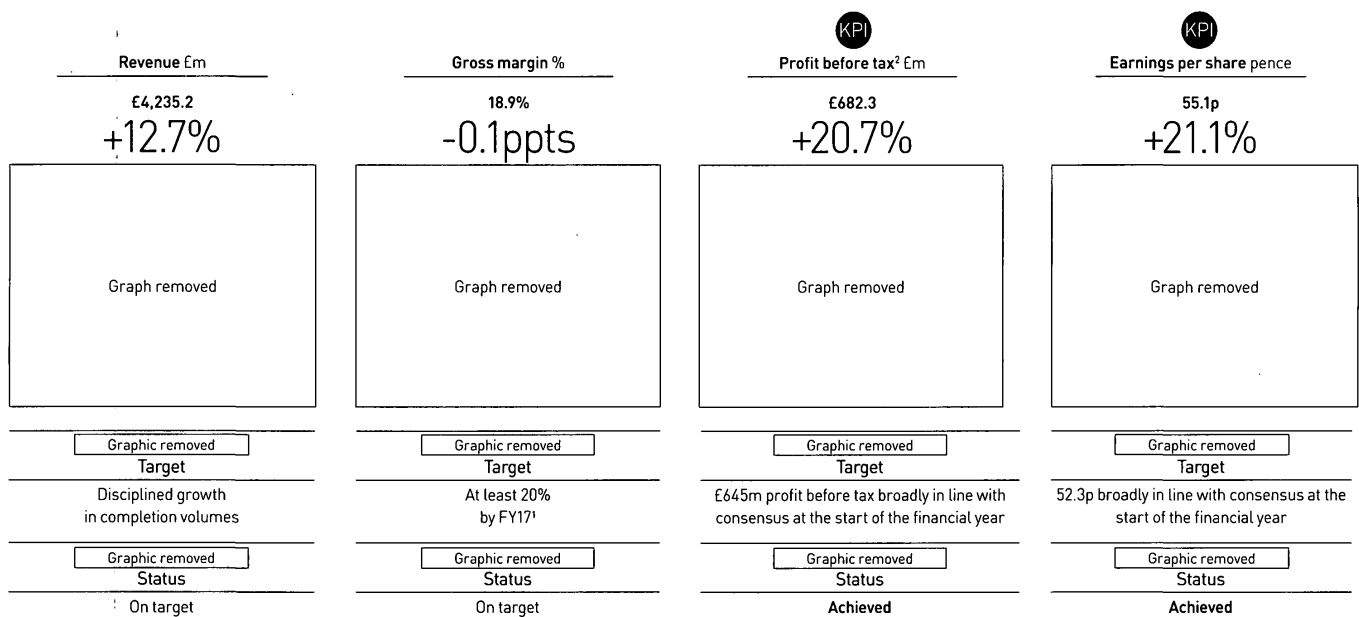 Revenue £m
£4,235.2
+12.7%
Graph removed
Graphic removed
Target
Disciplined growth
in completion volumes
Graphic removed
Status
On target
Gross margin %
18.9%
-0.1ppts
Graph removed
Graphic removed
Target
At least 20%
by FY17¹
Graphic removed
Status
On target
KPI
Profit before tax² £m
£682.3
+20.7%
Graph removed
Graphic removed
Target
£645m profit before tax broadly in line with
consensus at the start of the financial year
Graphic removed
Status
Achieved
KPI
Earnings per share pence
55.1p
+21.1%
Graph removed
Graphic removed
Target
52.3p broadly in line with consensus at the
start of the financial year
Graphic removed
Status
Achieved